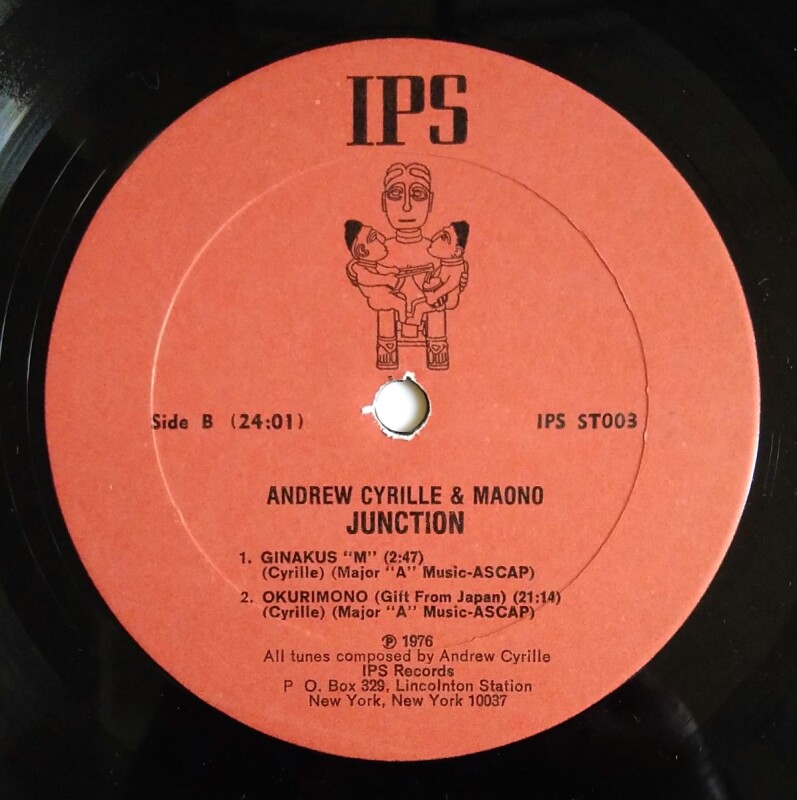 IPS
Side B (24:01)
IPS ST003
ANDREW CYRILLE & MAONO
JUNCTION
1. GINAKUS "M" (2:47)
(Cyrille) (Major "A" Music-ASCAP)
2. OKURIMONO (Gift From Japan) (21:14)
(Cyrille) (Major "A" Music-ASCAP)
℗ 1976
All tunes composed by Andrew Cyrille
IPS Records
P O. Box 329, Lincolnton Station
New York, New York 10037